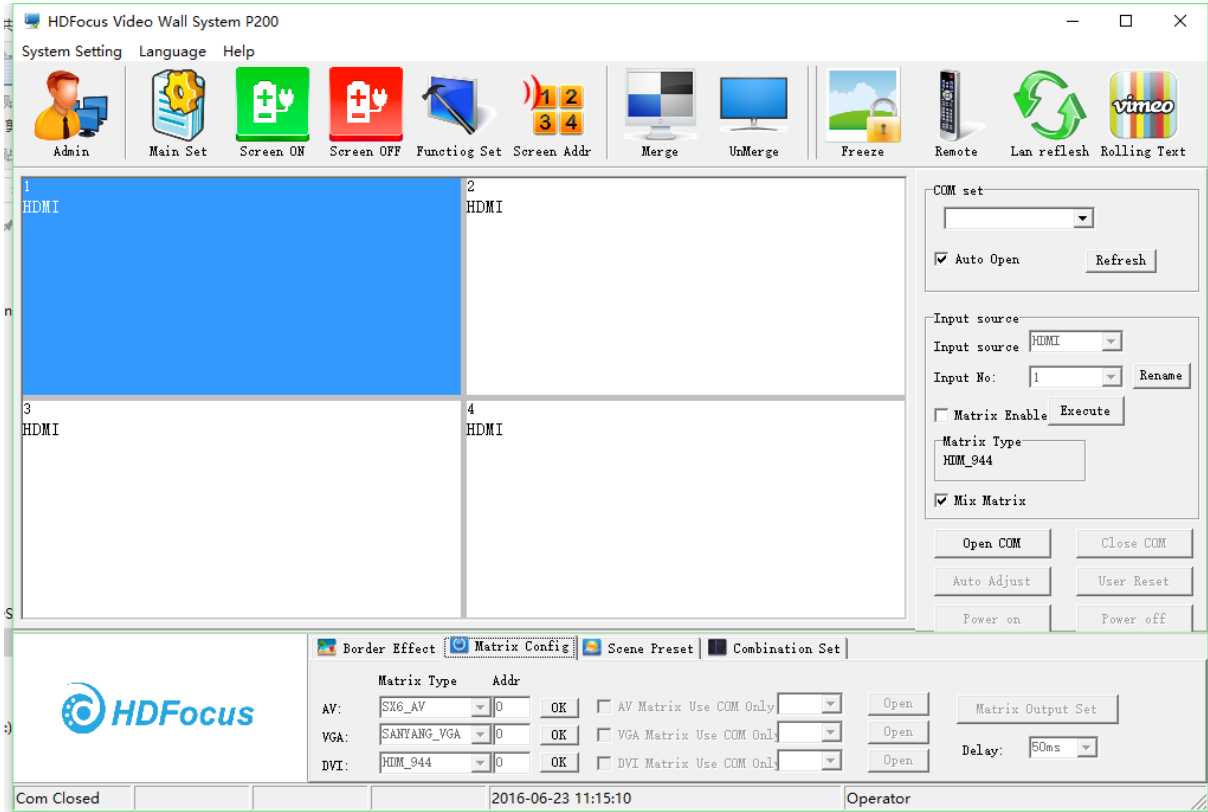 HDFocus Video Wall System P200
System Setting Language Help
Admin Main Set Screen ON Screen OFF Functiog Set Screen Addr Merge UnMerge Freeze Remote Lan reflesh Rolling Text
1 2
3 4
vimeo
1
HDMI
2
HDMI
3
HDMI
4
HDMI
COM set
Auto Open Refresh
Input source
Input source HDMI
Input No: 1 Rename
Matrix Enable Execute
Matrix Type
HDM_944
Mix Matrix
Open COM Close COM
Auto Adjust User Reset
Power on Power off
HDFocus
Border Effect Matrix Config Scene Preset Combination Set
Matrix Type Addr
AV: SX6_AV 0 OK AV Matrix Use COM Only Open
VGA: SANYANG_VGA 0 OK VGA Matrix Use COM Onl Open
DVI: HDM_944 0 OK DVI Matrix Use COM Onl Open
Matrix Output Set
Delay: 50ms
Com Closed 2016-06-23 11:15:10 Operator